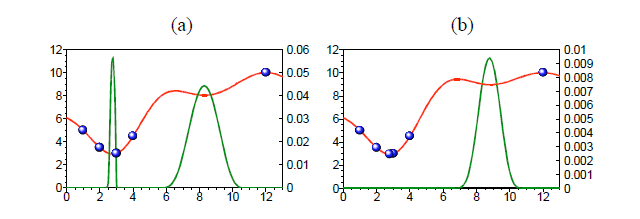 (a) (b)
12 0.06 12 0.01
10 0.05 10 0.009
8 0.04 8 0.008
6 0.03 6 0.007
4 0.02 4 0.006
2 0.01 2 0.005
0 0 0 0.004
0.003
0.002
0.001
0
0 2 4 6 8 10 12 0 2 4 6 8 10 12